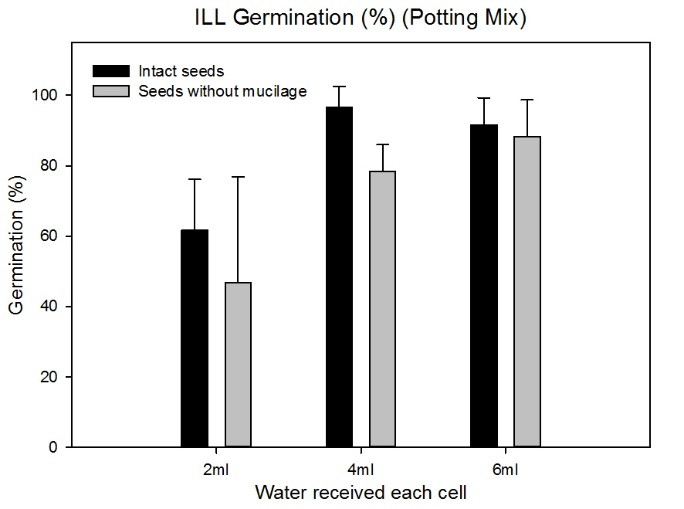 ILL Germination (%) (Potting Mix)
Intact seeds
Seeds without mucilage
Germination (%)
100
80
60
40
20
0
2ml
4ml
6ml
Water received each cell